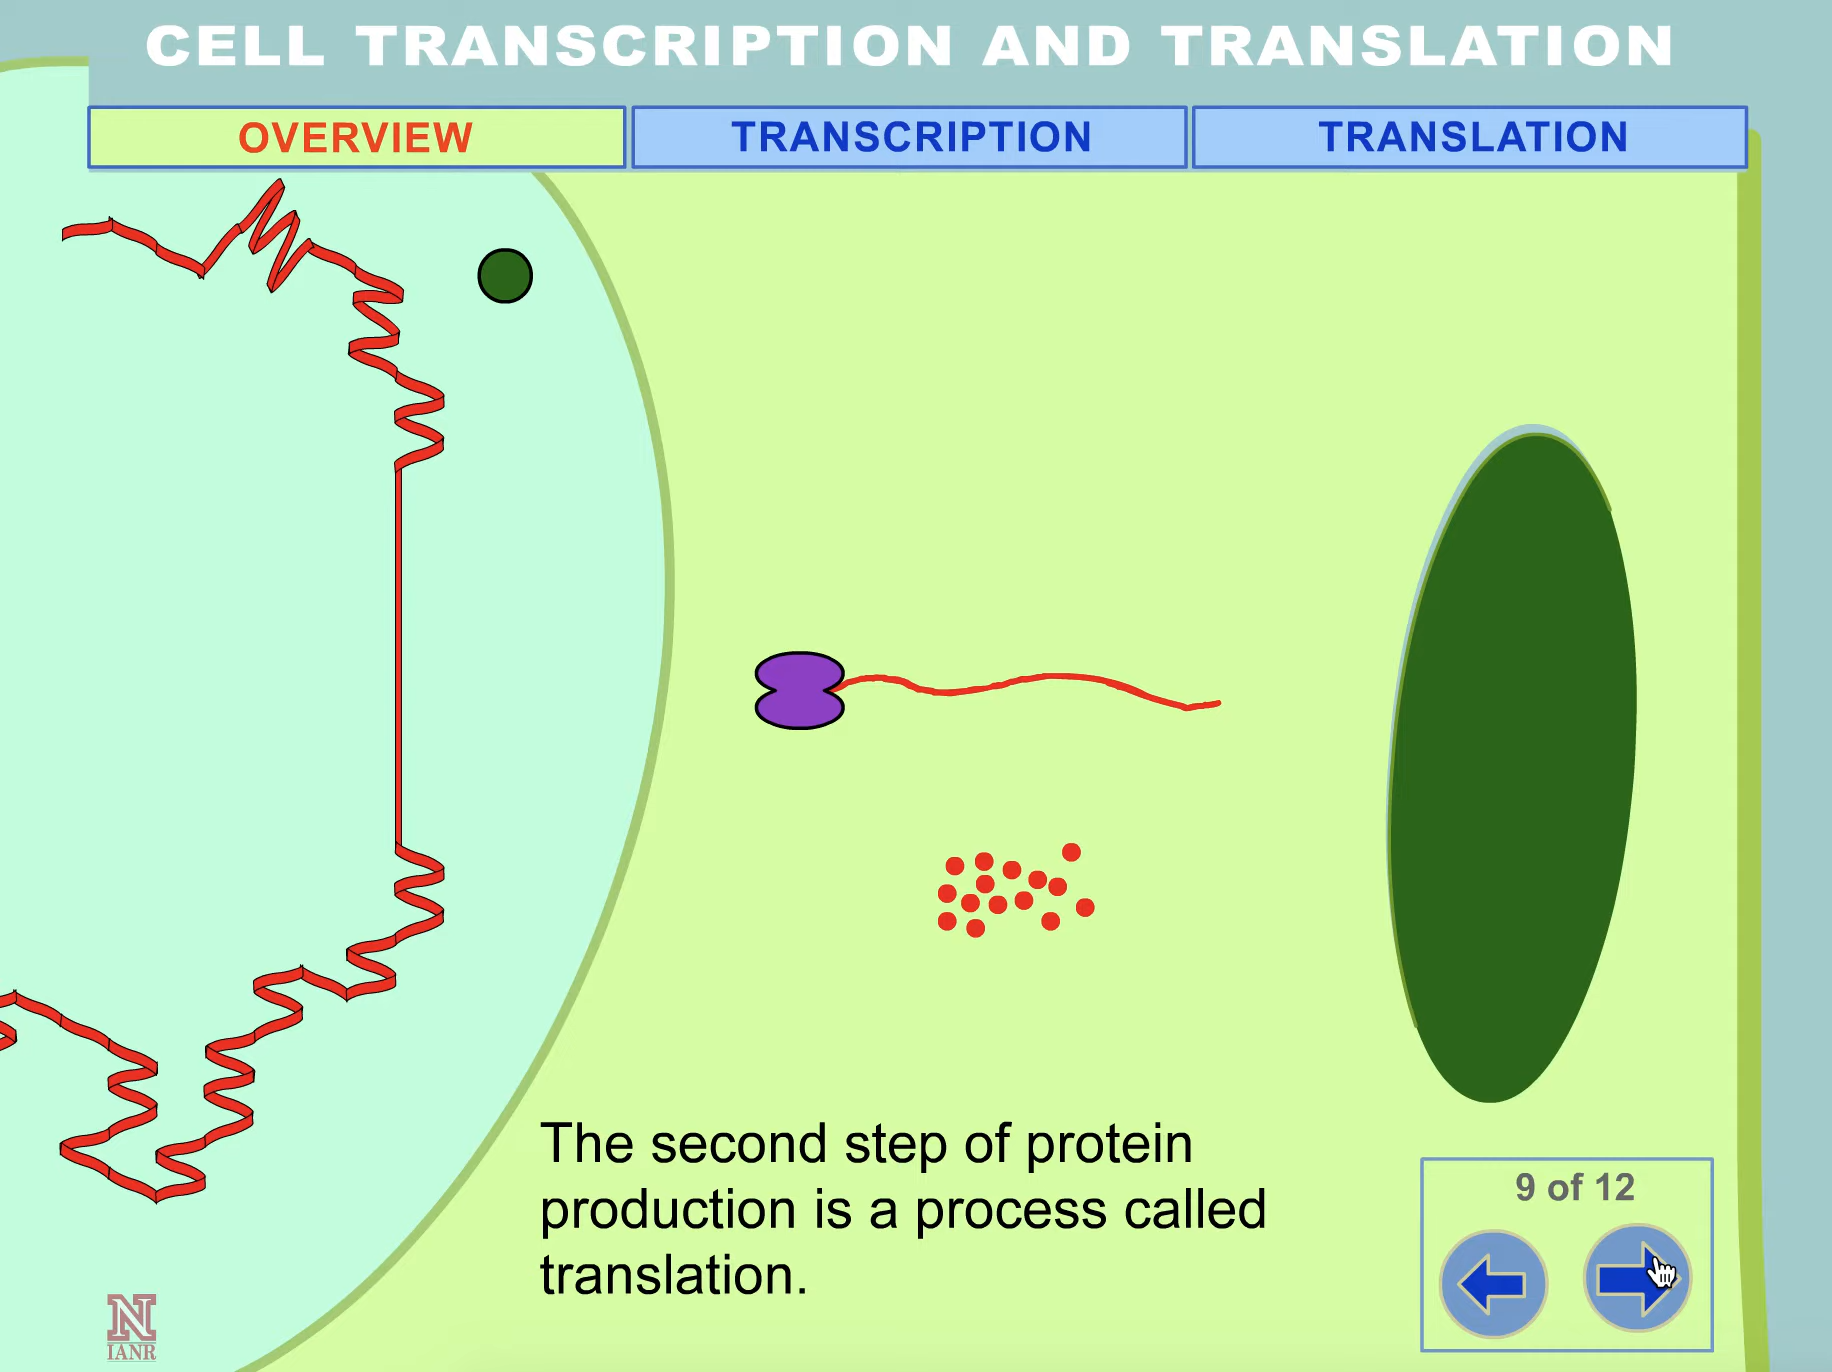 CELL TRANSCRIPTION AND TRANSLATION
OVERVIEW
TRANSCRIPTION
TRANSLATION
The second step of protein
production is a process called
translation.
9 of 12
N
IANR